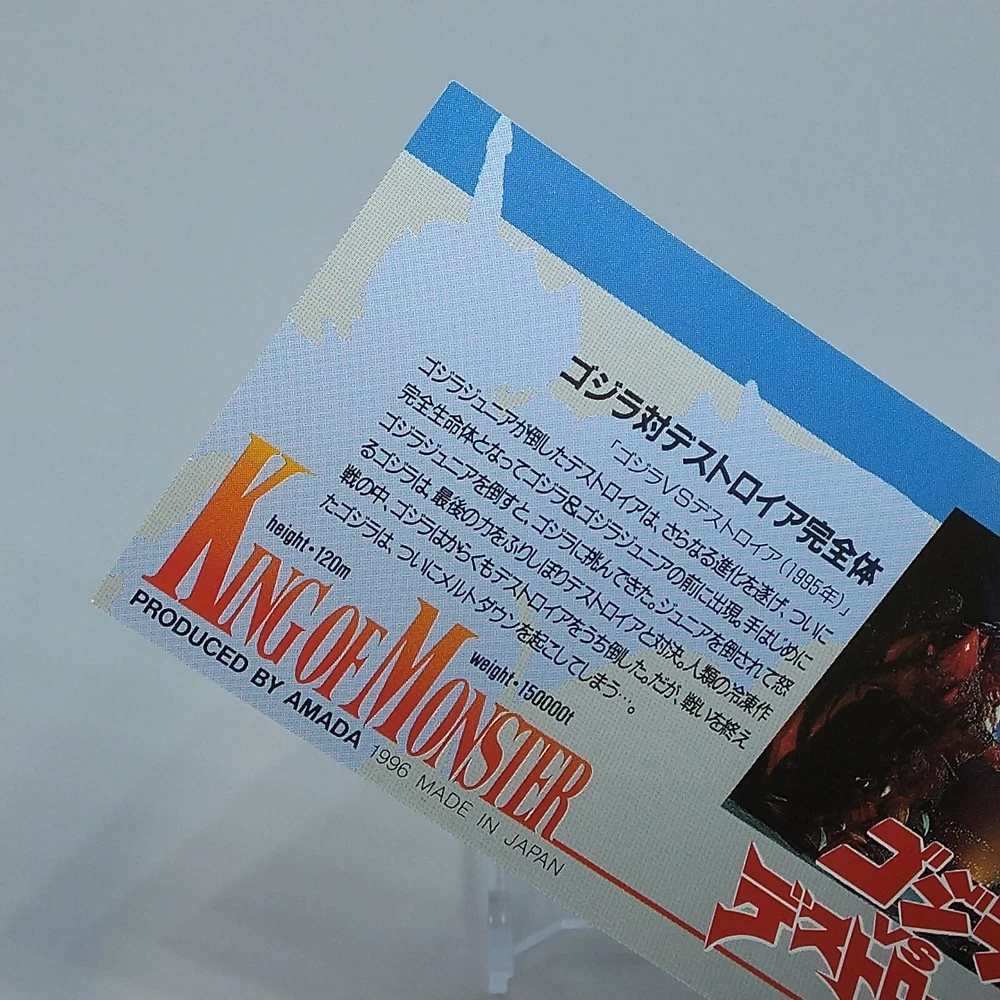 ゴジラ対デストロイア完全体
「ゴジラVSデストロイア(1995年)」
ゴジラジュニアが倒したデストロイアは、さらなる進化を遂げ、ついに
完全生命体となってゴジラ&ゴジラジュニアの前に出現。手はじめに
ゴジラジュニアを倒すと、ゴジラに挑んできた。ジュニアを倒されて怒
るゴジラは、最後の力をふりしぼりデストロイアと対決。人類の冷凍作
戦の中、ゴジラはからくもデストロイアをうち倒した。だが、戦いを終え
たゴジラは、ついにメルトダウンを起こしてしまう…。
height・120m
weight・150000t
KING OF MONSTER
PRODUCED BY AMADA 1996 MADE IN JAPAN
ゴジラ
VS